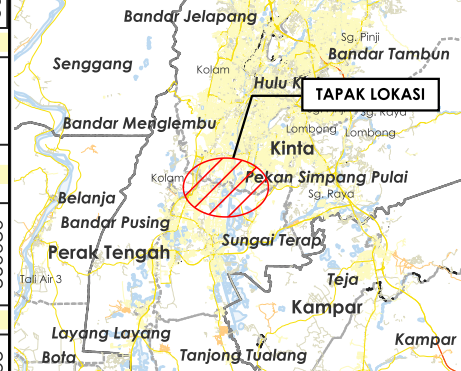 Bandar Jelapang
Sg. Pinji
Bandar Tambun
Senggang
Kolam
Hulu K
TAPAK LOKASI
Sg. Raya
Bandar Menglembu
Lombong
Lombong
Kinta
Kolam
Pekan Simpang Pulai
Sg. Raya
Belanja
Bandar Pusing
Sungai Terap
Perak Tengah
Tali Air 3
Teja
Kampar
Layang Layang
Kampar
Bota
Tanjong Tualang